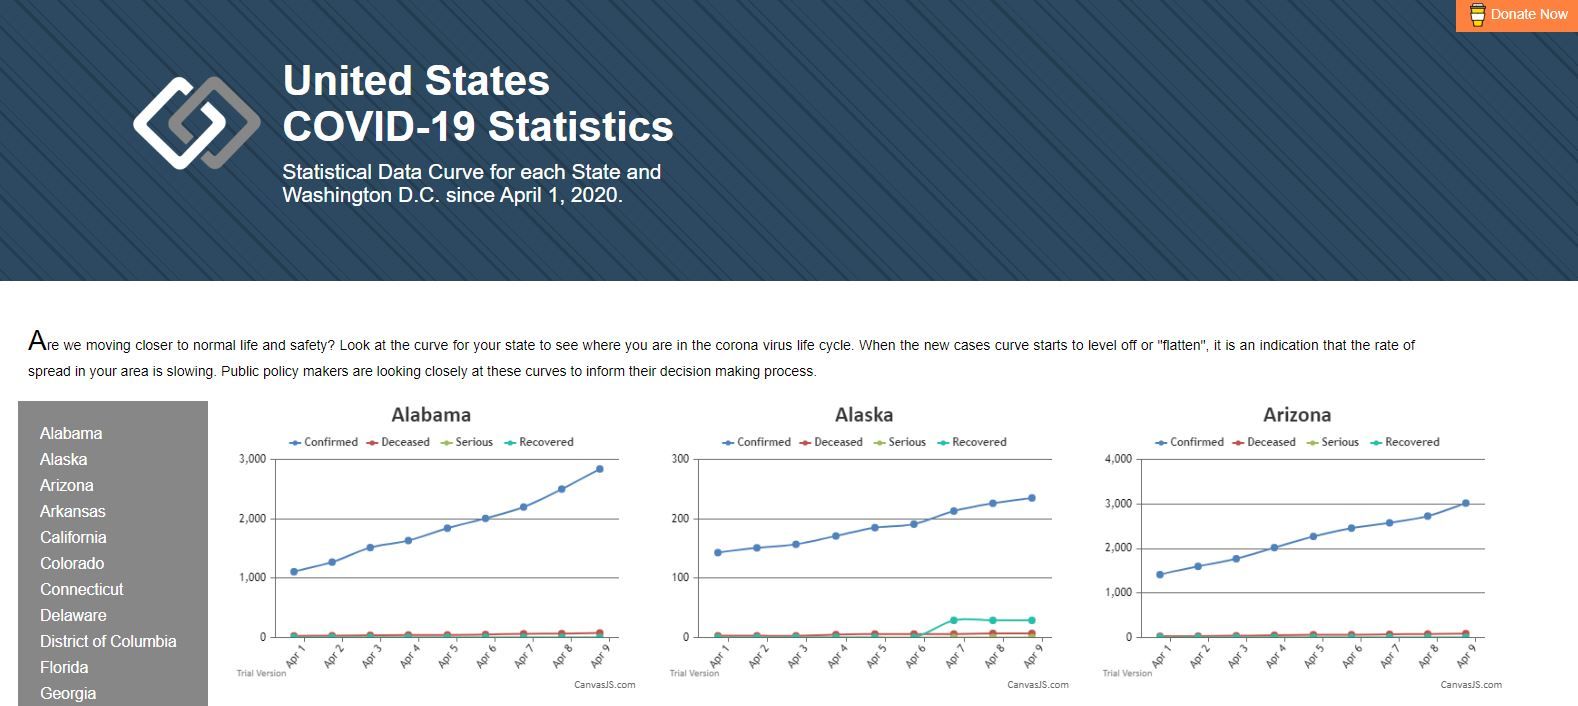 Donate Now
United States
COVID-19 Statistics
Statistical Data Curve for each State and
Washington D.C. since April 1, 2020.
Are we moving closer to normal life and safety? Look at the curve for your state to see where you are in the corona virus life cycle. When the new cases curve starts to level off or "flatten", it is an indication that the rate of
spread in your area is slowing. Public policy makers are looking closely at these curves to inform their decision making process.
Alabama
Alaska
Arizona
Arkansas
California
Colorado
Connecticut
Delaware
District of Columbia
Florida
Georgia
Alabama
Confirmed Deceased Serious Recovered
3,000
2,000
1,000
0
Apr 1 Apr 2 Apr 3 Apr 4 Apr 5 Apr 6 Apr 7 Apr 8 Apr 9
Trial Version
CanvasJS.com
Alaska
Confirmed Deceased Serious Recovered
300
200
100
0
Apr 1 Apr 2 Apr 3 Apr 4 Apr 5 Apr 6 Apr 7 Apr 8 Apr 9
Trial Version
CanvasJS.com
Arizona
Confirmed Deceased Serious Recovered
4,000
3,000
2,000
1,000
0
Apr 1 Apr 2 Apr 3 Apr 4 Apr 5 Apr 6 Apr 7 Apr 8 Apr 9
Trial Version
CanvasJS.com